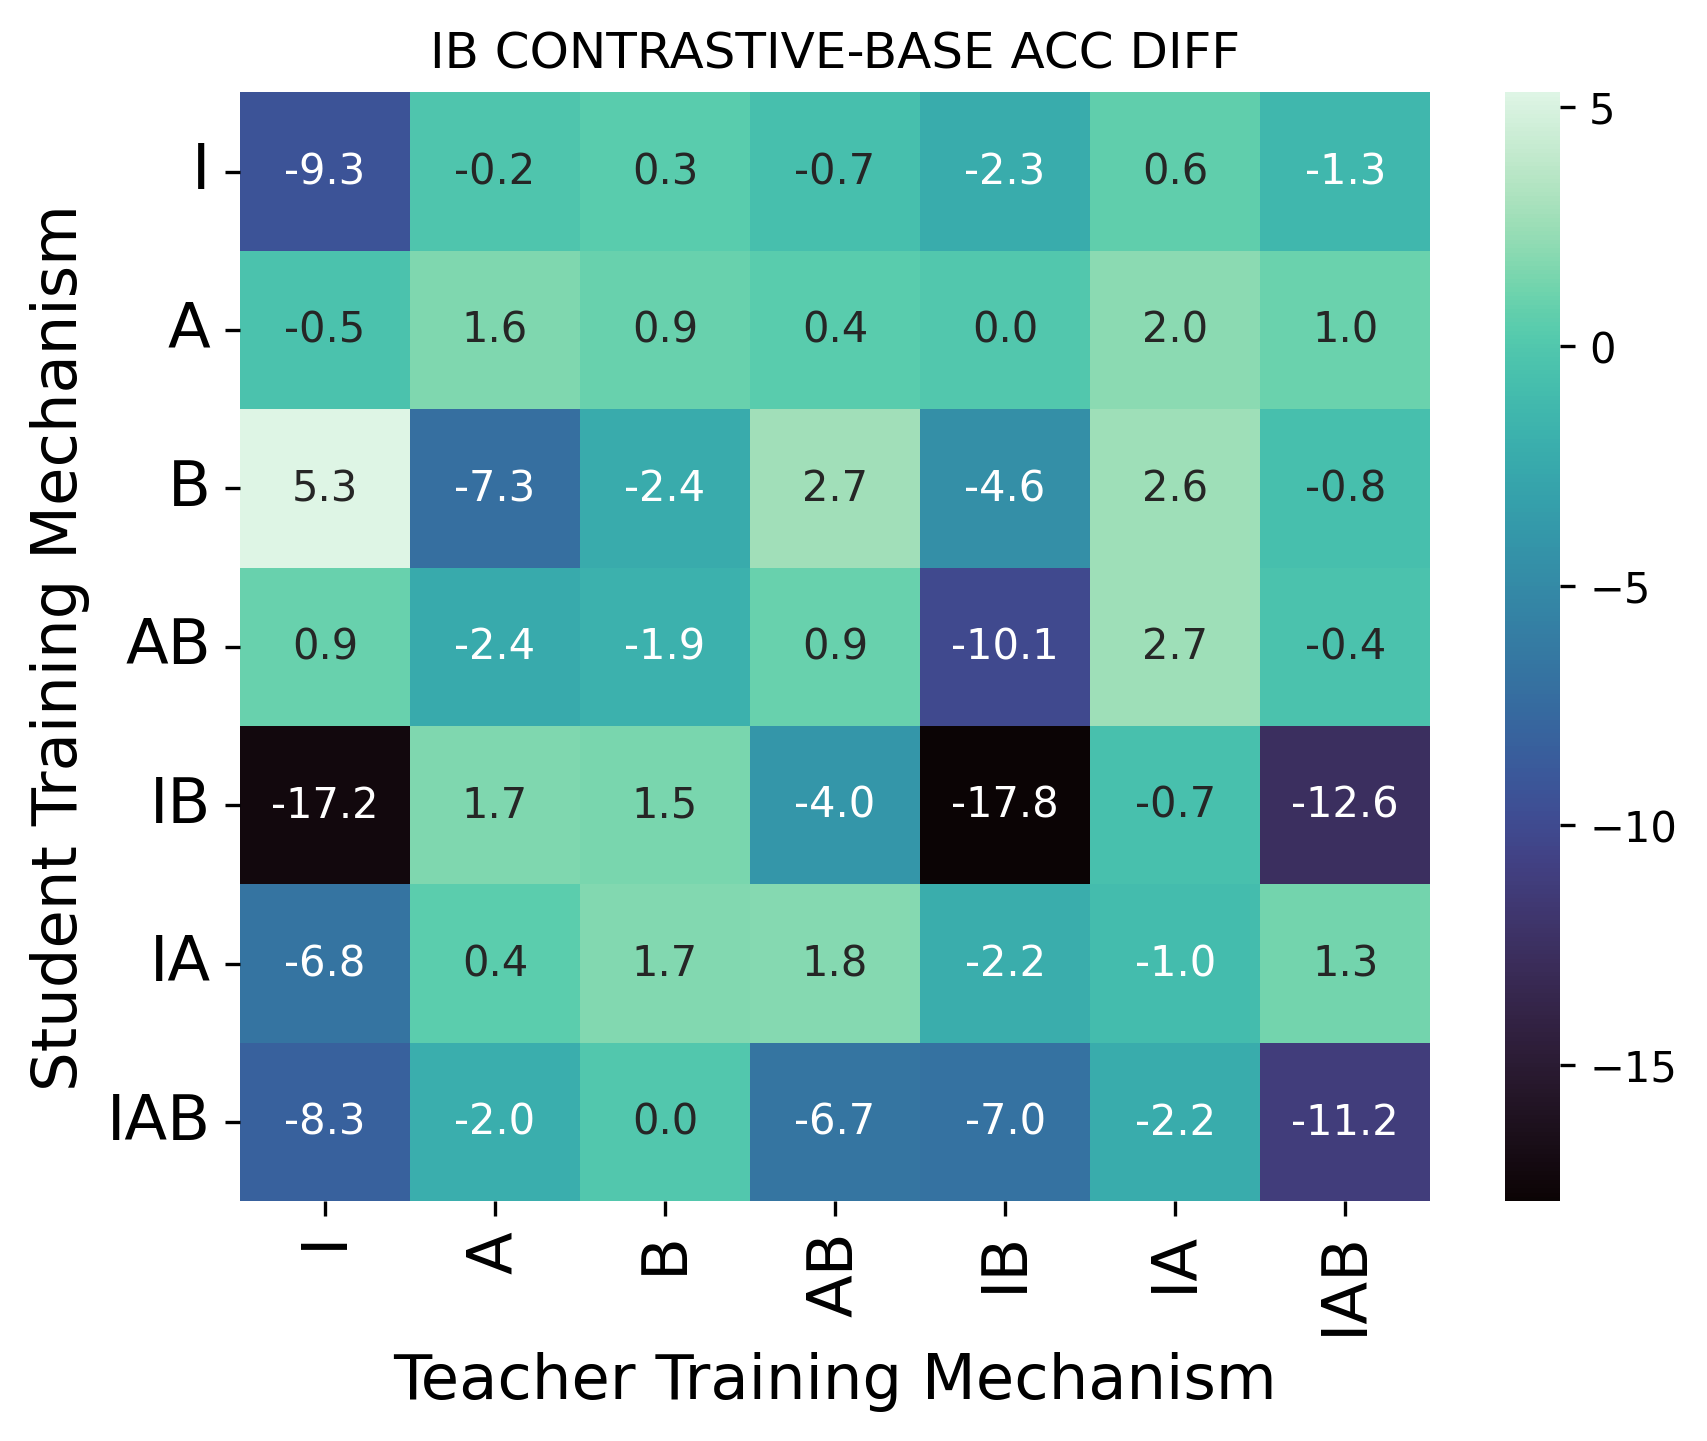 IB CONTRASTIVE-BASE ACC DIFF
Student Training Mechanism
I -9.3 -0.2 0.3 -0.7 -2.3 0.6 -1.3
A -0.5 1.6 0.9 0.4 0.0 2.0 1.0
B 5.3 -7.3 -2.4 2.7 -4.6 2.6 -0.8
AB 0.9 -2.4 -1.9 0.9 -10.1 2.7 -0.4
IB -17.2 1.7 1.5 -4.0 -17.8 -0.7 -12.6
IA -6.8 0.4 1.7 1.8 -2.2 -1.0 1.3
IAB -8.3 -2.0 0.0 -6.7 -7.0 -2.2 -11.2
I A B AB IB IA IAB
Teacher Training Mechanism
5
0
−5
−10
−15